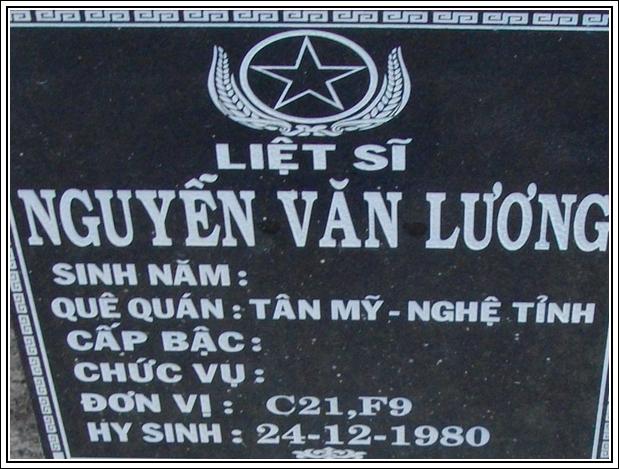 LIỆT SĨ
NGUYỄN VĂN LƯƠNG
SINH NĂM :
QUÊ QUÁN : TÂN MỸ - NGHỆ TỈNH
CẤP BẬC :
CHỨC VỤ :
ĐƠN VỊ : C21,F9
HY SINH : 24-12-1980